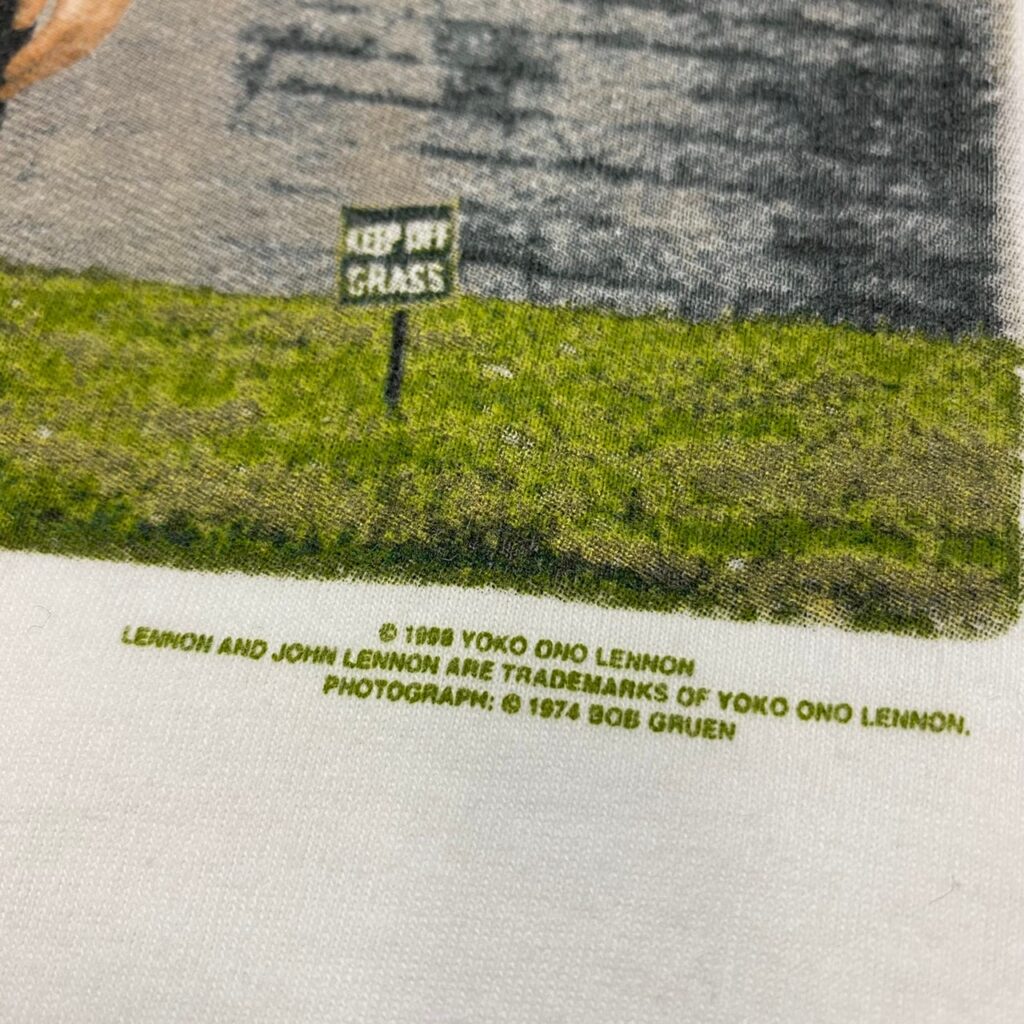 KEEP OFF
GRASS
© YOKO ONO LENNON
LENNON AND JOHN LENNON ARE TRADEMARKS OF YOKO ONO LENNON.
PHOTOGRAPH: © 1974 BOB GRUEN